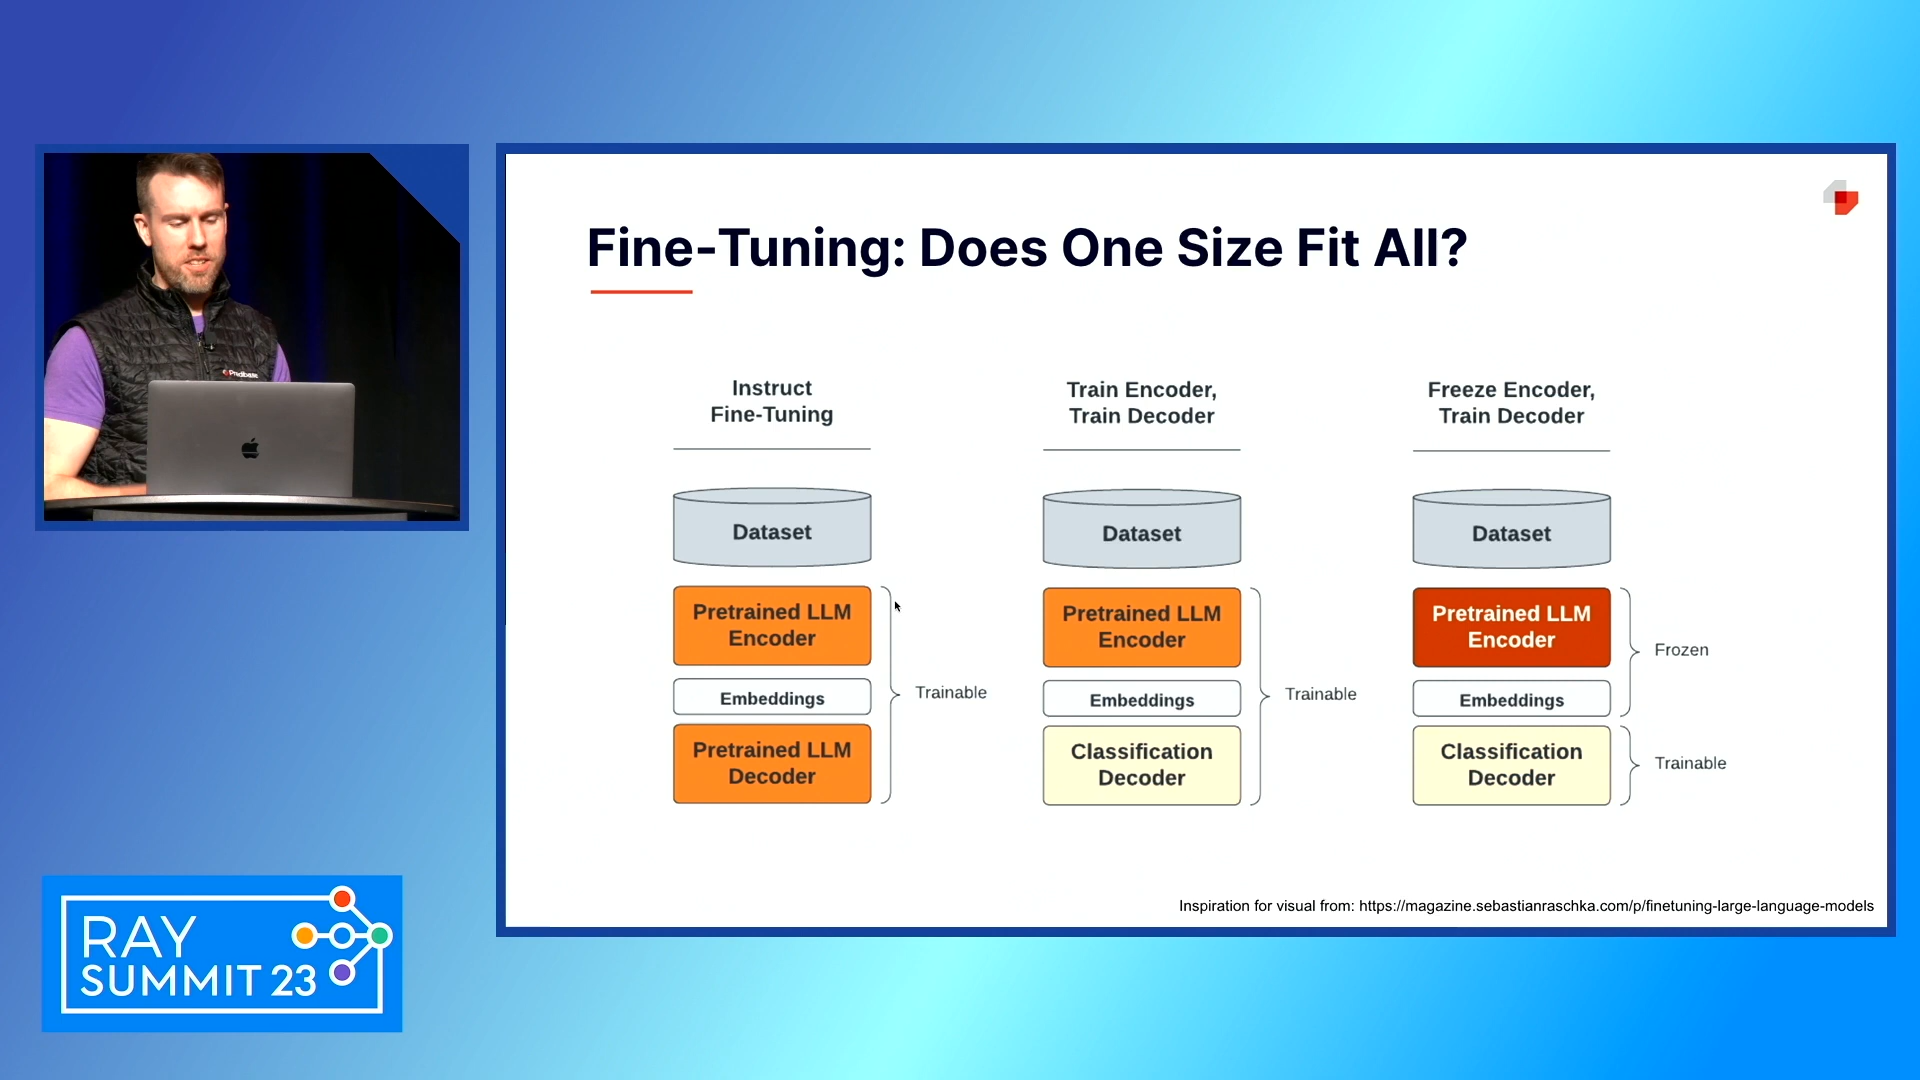 Fine-Tuning: Does One Size Fit All?
Instruct
Fine-Tuning
Dataset
Pretrained LLM
Encoder
Embeddings
Pretrained LLM
Decoder
Trainable
Train Encoder,
Train Decoder
Dataset
Pretrained LLM
Encoder
Embeddings
Classification
Decoder
Trainable
Freeze Encoder,
Train Decoder
Dataset
Pretrained LLM
Encoder
Embeddings
Classification
Decoder
Frozen
Trainable
Inspiration for visual from: https://magazine.sebastianraschka.com/p/finetuning-large-language-models
Predibase
RAY
SUMMIT 23